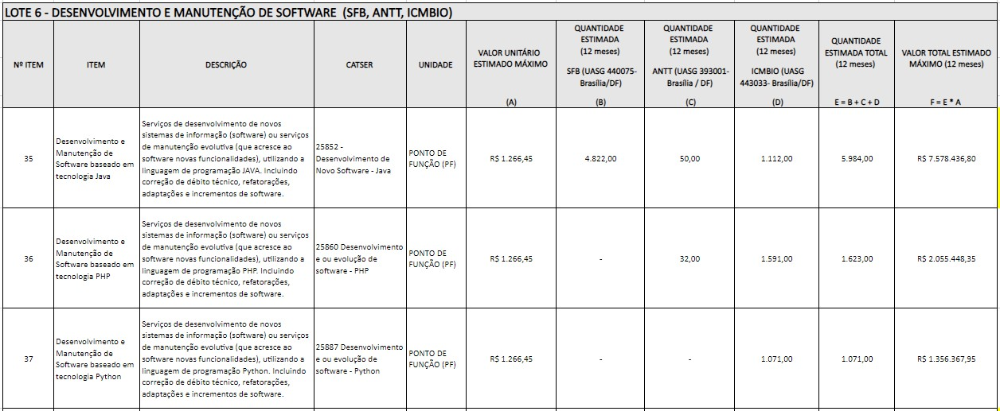 LOTE 6 - DESENVOLVIMENTO E MANUTENÇÃO DE SOFTWARE (SFB, ANTT, ICMBIO)
Nº ITEM
ITEM
DESCRIÇÃO
CATSER
UNIDADE
VALOR UNITÁRIO
ESTIMADO MÁXIMO
(A)
QUANTIDADE
ESTIMADA
(12 meses)
SFB (UASG 440075-
Brasília/DF)
(B)
QUANTIDADE
ESTIMADA
(12 meses)
ANTT (UASG 393001-
Brasília / DF)
(C)
QUANTIDADE
ESTIMADA
(12 meses)
ICMBIO (UASG
443033- Brasília/DF)
(D)
QUANTIDADE
ESTIMADA TOTAL
(12 meses)
E = B + C + D
VALOR TOTAL ESTIMADO
MÁXIMO (12 meses)
F = E * A
35
Desenvolvimento e
Manutenção de
Software baseado em
tecnologia Java
Serviços de desenvolvimento de novos
sistemas de informação (software) ou serviços
de manutenção evolutiva (que acresce ao
software novas funcionalidades), utilizando a
linguagem de programação JAVA. Incluindo
correção de débito técnico, refatorações,
adaptações e incrementos de software.
25852 -
Desenvolvimento de
Novo Software - Java
PONTO DE
FUNÇÃO (PF)
R$ 1.266,45
4.822,00
50,00
1.112,00
5.984,00
R$ 7.578.436,80
36
Desenvolvimento e
Manutenção de
Software baseado em
tecnologia PHP
Serviços de desenvolvimento de novos
sistemas de informação (software) ou serviços
de manutenção evolutiva (que acresce ao
software novas funcionalidades), utilizando a
linguagem de programação PHP. Incluindo
correção de débito técnico, refatorações,
adaptações e incrementos de software.
25860 Desenvolvimento
e ou evolução de
software - PHP
PONTO DE
FUNÇÃO (PF)
R$ 1.266,45
-
32,00
1.591,00
1.623,00
R$ 2.055.448,35
37
Desenvolvimento e
Manutenção de
Software baseado em
tecnologia Python
Serviços de desenvolvimento de novos
sistemas de informação (software) ou serviços
de manutenção evolutiva (que acresce ao
software novas funcionalidades), utilizando a
linguagem de programação Python. Incluindo
correção de débito técnico, refatorações,
adaptações e incrementos de software.
25887 Desenvolvimento
e ou evolução de
software - Python
PONTO DE
FUNÇÃO (PF)
R$ 1.266,45
-
-
1.071,00
1.071,00
R$ 1.356.367,95